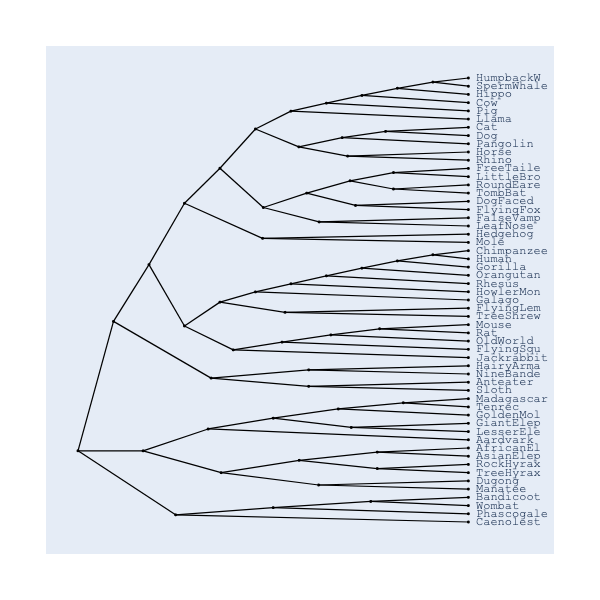 HumpbackW
SpermWhale
Hippo
Cow
Pig
Llama
Cat
Dog
Pangolin
Horse
Rhino
FreeTaile
LittleBro
RoundEare
TombBat
DogFaced
FlyingFox
FalseVamp
LeafNose
Hedgehog
Mole
Chimpanzee
Human
Gorilla
Orangutan
Rhesus
HowlerMon
Galago
FlyingLem
TreeShrew
Mouse
Rat
OldWorld
FlyingSqu
Jackrabbit
HairyArma
NineBande
Anteater
Sloth
Madagascar
Tenrec
GoldenMol
GiantElep
LesserEle
Aardvark
AfricanEl
AsianElep
RockHyrax
TreeHyrax
Dugong
Manatee
Bandicoot
Wombat
Phascogale
Caenolest